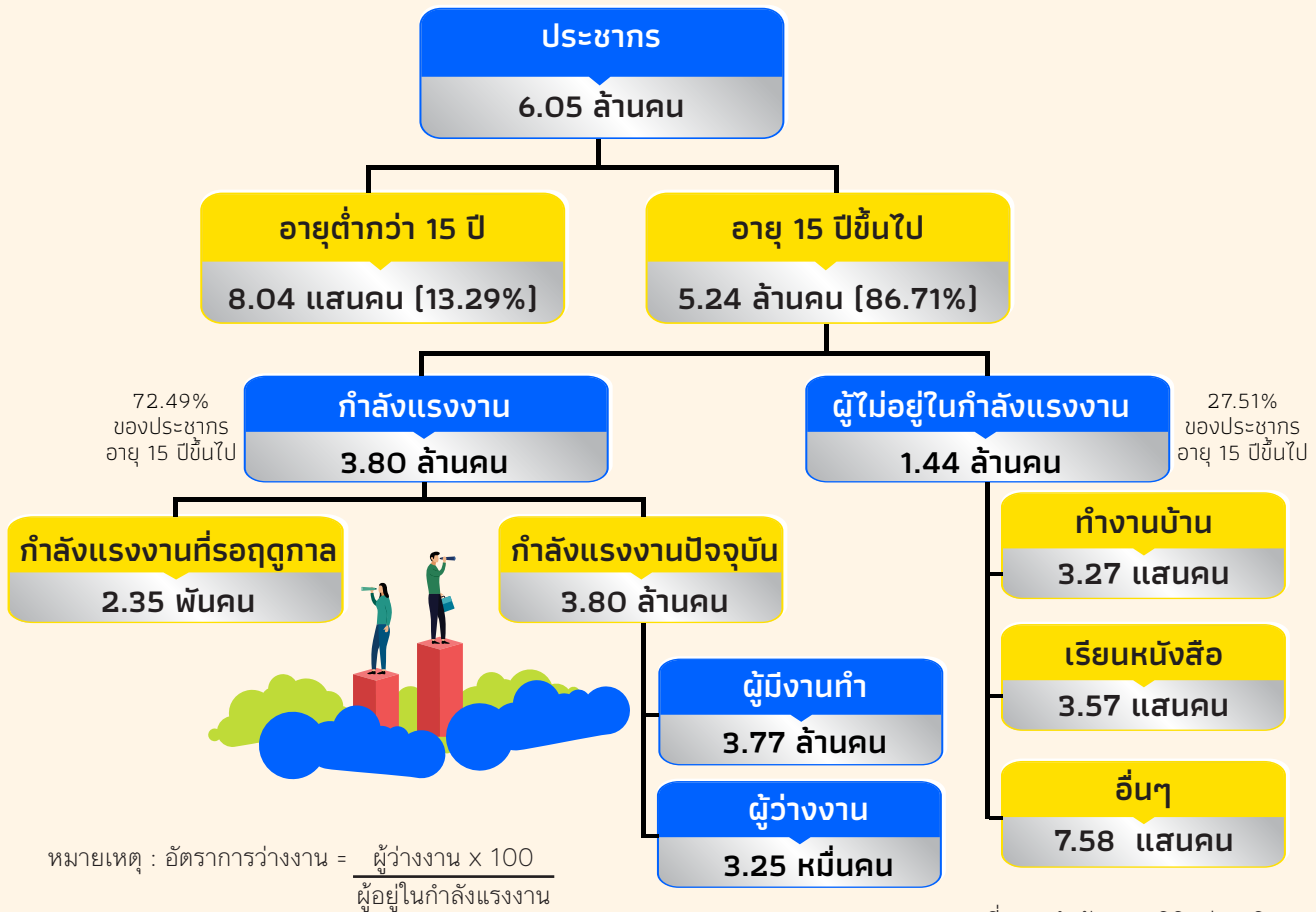 ประชากร
6.05 ล้านคน
อายุต่ำกว่า 15 ปี
8.04 แสนคน (13.29%)
อายุ 15 ปีขึ้นไป
5.24 ล้านคน (86.71%)
72.49%
ของประชากร
อายุ 15 ปีขึ้นไป
กำลังแรงงาน
3.80 ล้านคน
ผู้ไม่อยู่ในกำลังแรงงาน
1.44 ล้านคน
27.51%
ของประชากร
อายุ 15 ปีขึ้นไป
กำลังแรงงานที่รอฤดูกาล
2.35 พันคน
กำลังแรงงานปัจจุบัน
3.80 ล้านคน
ทำงานบ้าน
3.27 แสนคน
เรียนหนังสือ
3.57 แสนคน
อื่นๆ
7.58 แสนคน
ผู้มีงานทำ
3.77 ล้านคน
ผู้ว่างงาน
3.25 หมื่นคน
หมายเหตุ : อัตราการว่างงาน = ผู้ว่างงาน x 100
ผู้อยู่ในกำลังแรงงาน